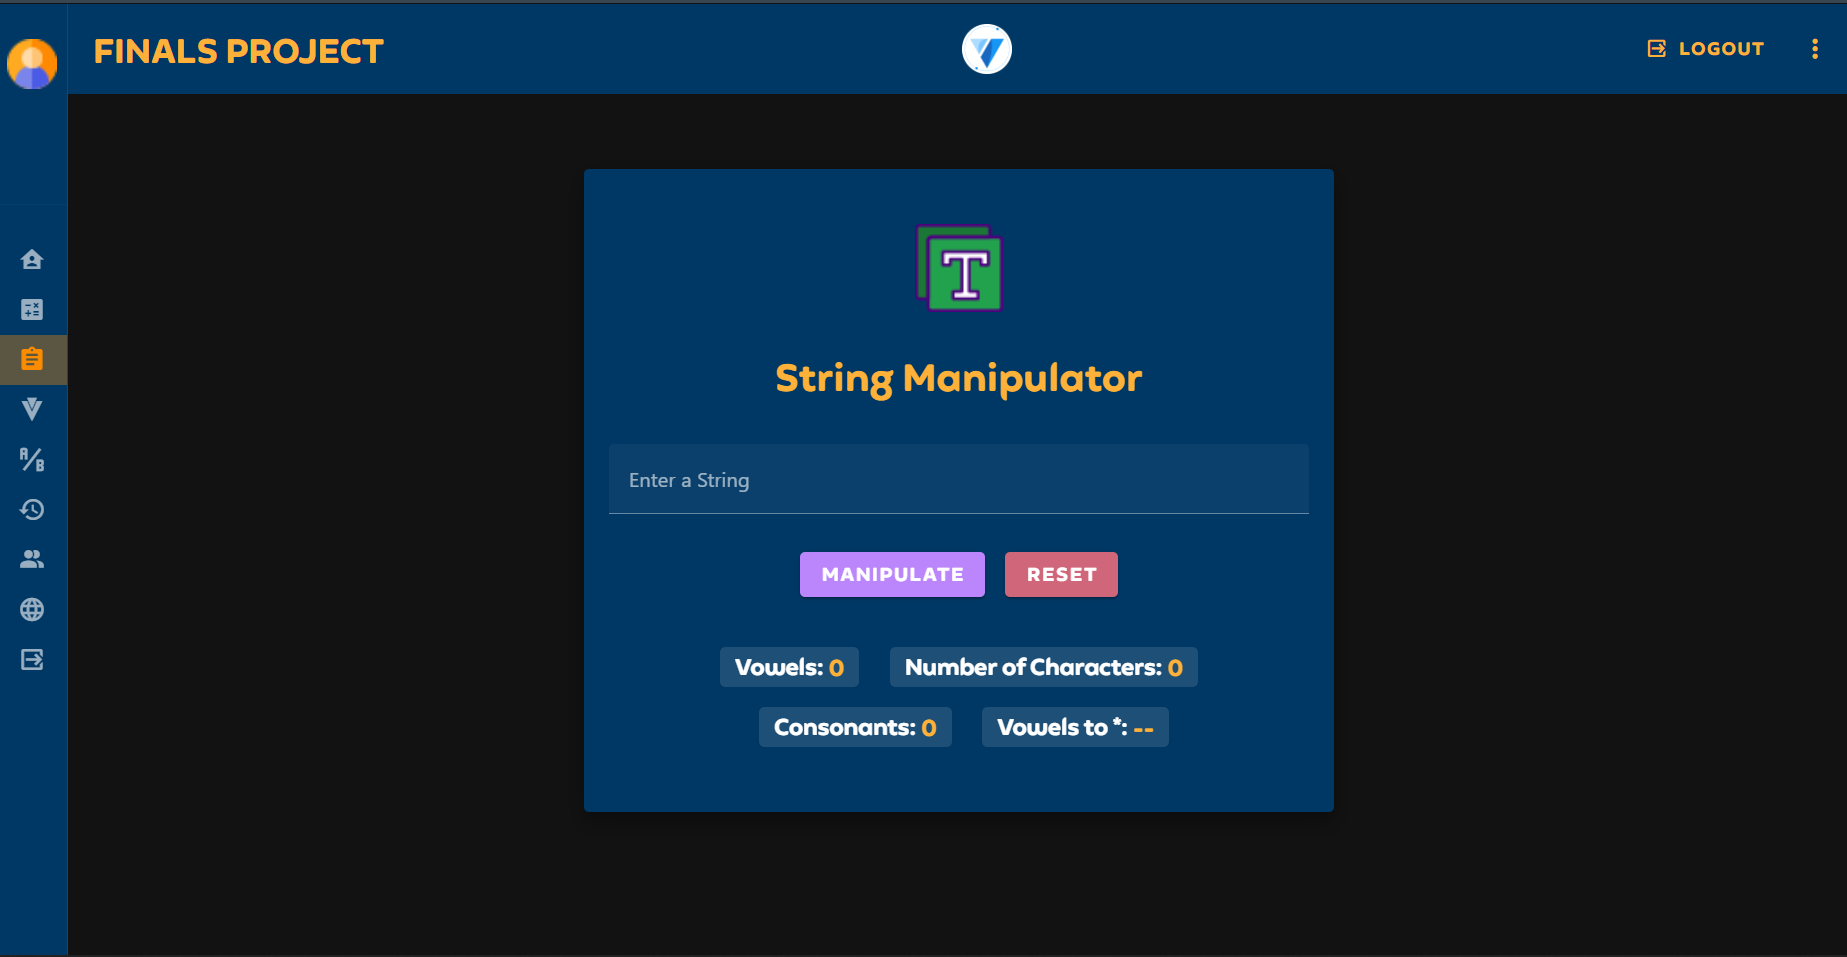 FINALS PROJECT
LOGOUT
T
String Manipulator
Enter a String
MANIPULATE RESET
Vowels: 0 Number of Characters: 0
Consonants: 0 Vowels to *: --